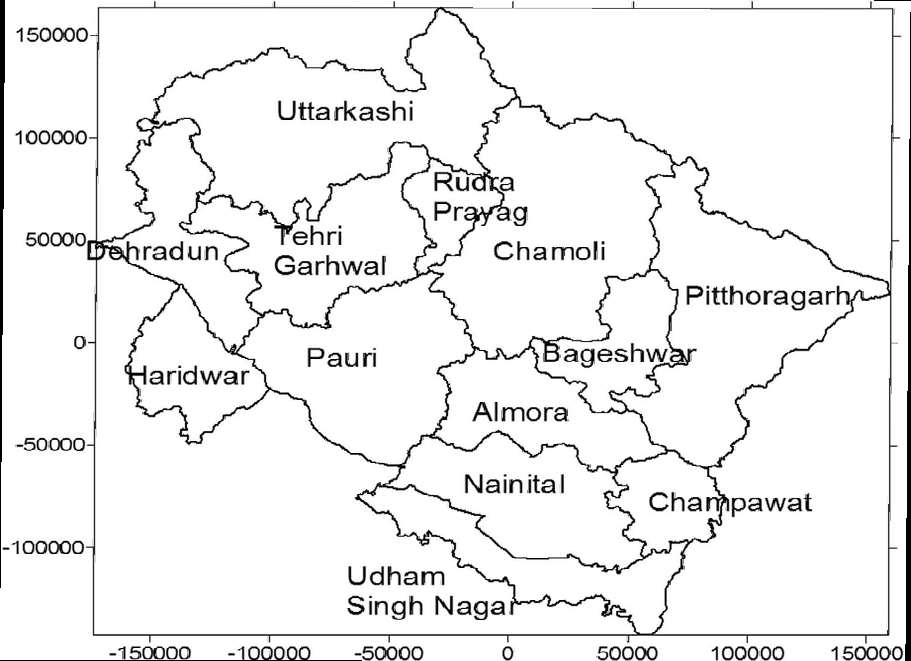 150000
Uttarkashi
100000
Rudra
Prayag
50000
Dehradun
Tehri
Garhwal
Chamoli
Pitthoragarh
0
Pauri
Bageshwar
Haridwar
Almora
-50000
Nainital
Champawat
-100000
Udham
Singh Nagar
-150000 -100000 -50000 0 50000 100000 150000